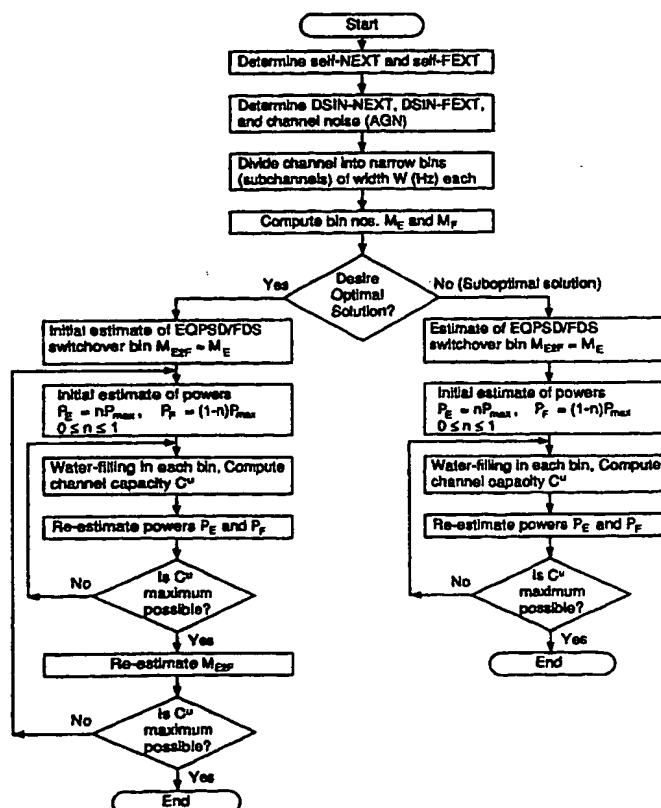 Start
Determine self-NEXT and self-FEXT
Determine DSIN-NEXT, DSIN-FEXT,
and channel noise (AGN)
Divide channel into narrow bins
(subchannels) of width W (Hz) each
Compute bin nos. M_E and M_F
Desire
Optimal
Solution?
Yes
No (Suboptimal solution)
Initial estimate of EQPSD/FDS
switchover bin M_E2F = M_E
Initial estimate of powers
P_E = nP_max, P_F = (1-n)P_max
0 ≤ n ≤ 1
Water-filling in each bin, Compute
channel capacity C^u
Re-estimate powers P_E and P_F
Is C^u
maximum
possible?
No
Yes
Re-estimate M_E2F
Is C^u
maximum
possible?
No
Yes
End
Estimate of EQPSD/FDS
switchover bin M_E2F = M_E
Initial estimate of powers
P_E = nP_max, P_F = (1-n)P_max
0 ≤ n ≤ 1
Water-filling in each bin, Compute
channel capacity C^u
Re-estimate powers P_E and P_F
Is C^u
maximum
possible?
No
Yes
End